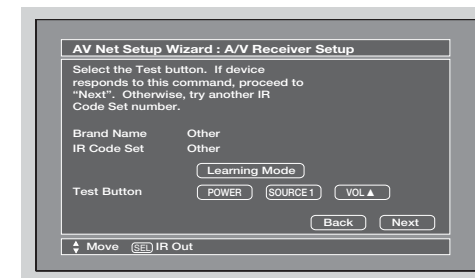 AV Net Setup Wizard : A/V Receiver Setup
Select the Test button. If device
responds to this command, proceed to
“Next”. Otherwise, try another IR
Code Set number.
Brand Name Other
IR Code Set Other
Learning Mode
Test Button POWER SOURCE 1 VOL ▲
Back Next
Move SEL IR Out